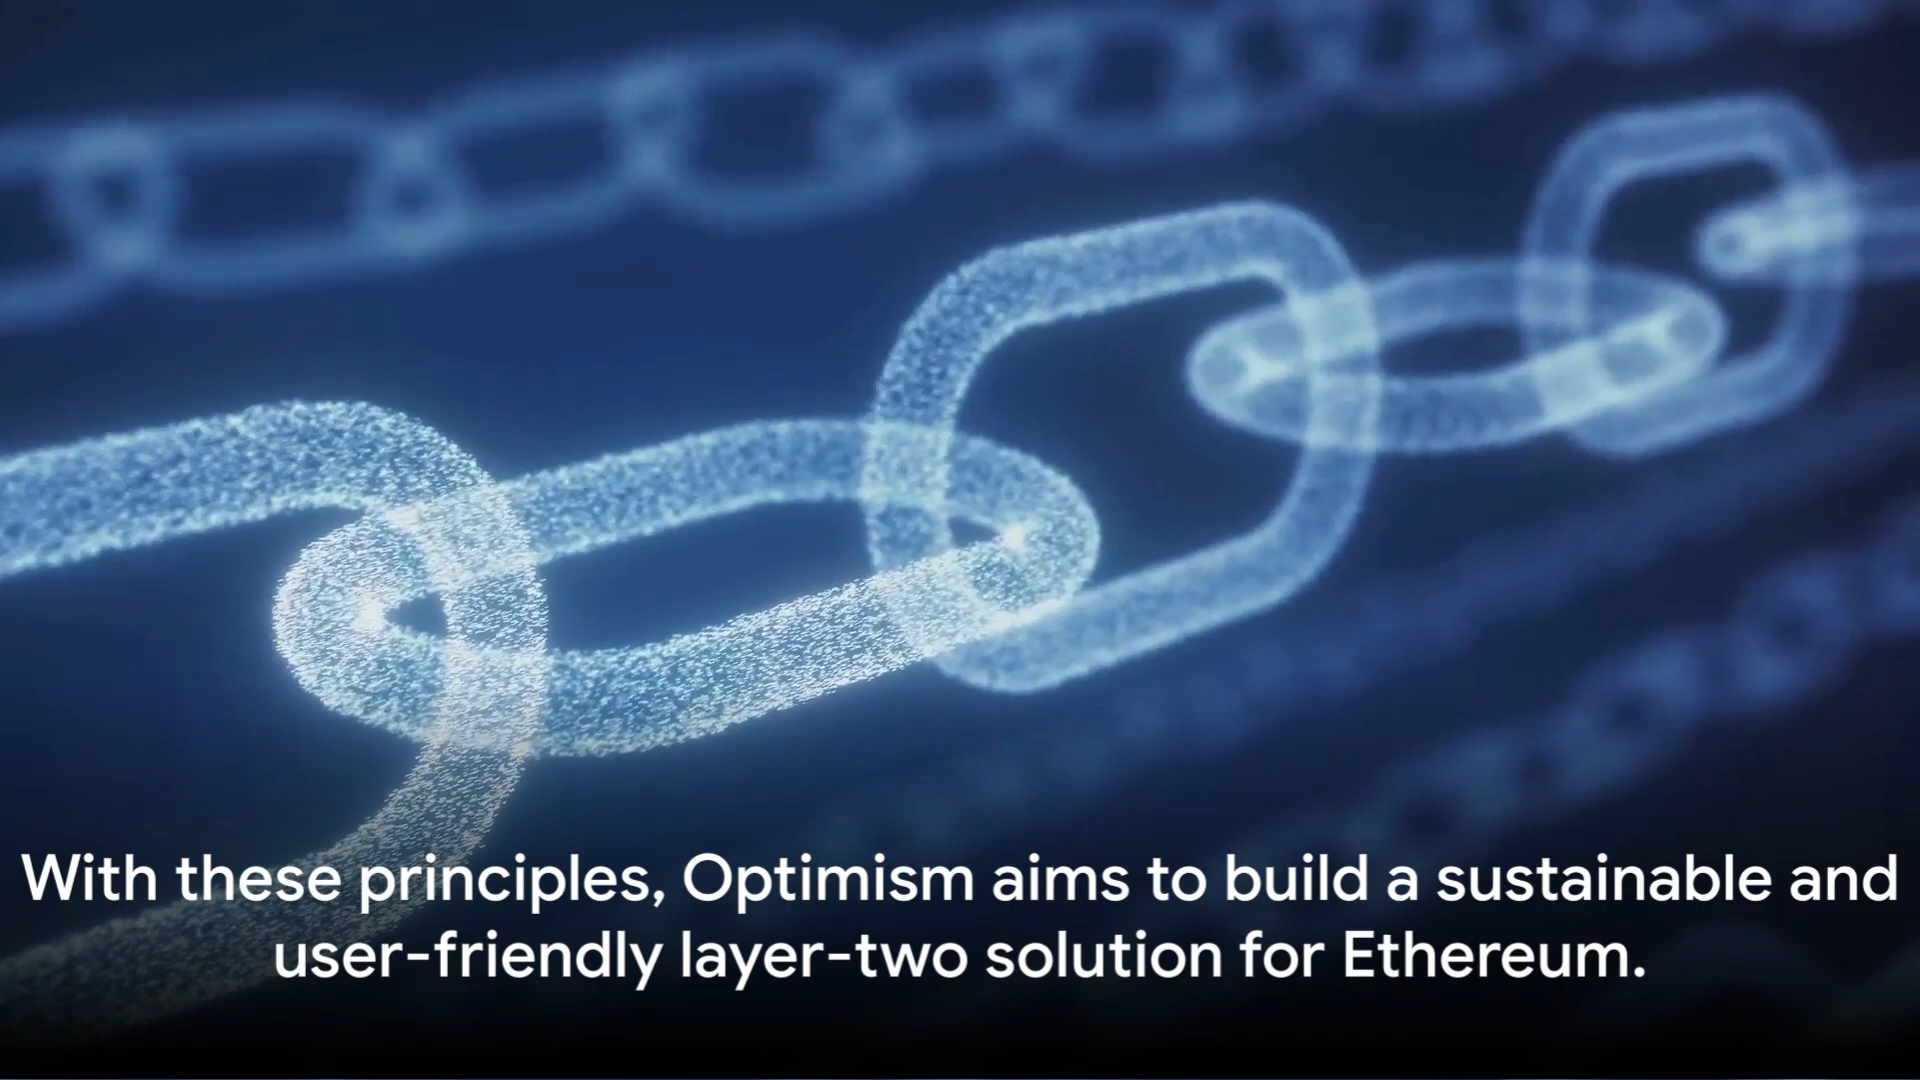 With these principles, Optimism aims to build a sustainable and
user-friendly layer-two solution for Ethereum.